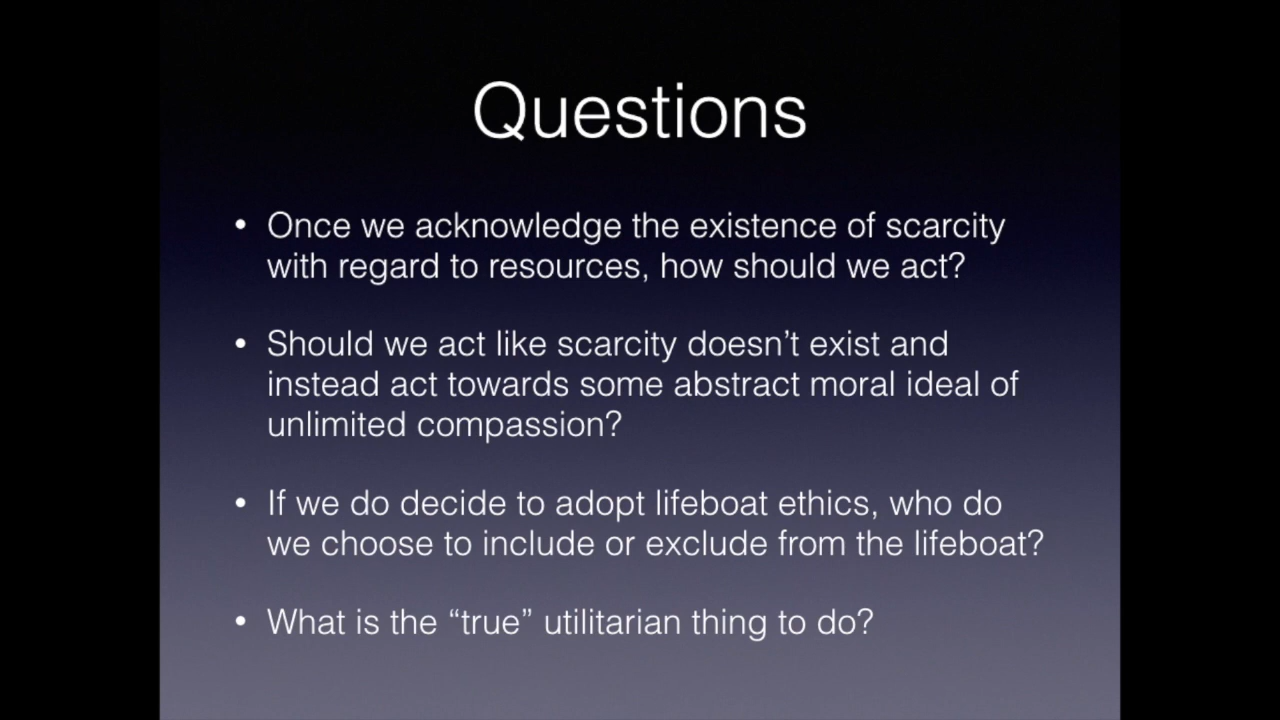 Questions
• Once we acknowledge the existence of scarcity
with regard to resources, how should we act?
• Should we act like scarcity doesn’t exist and
instead act towards some abstract moral ideal of
unlimited compassion?
• If we do decide to adopt lifeboat ethics, who do
we choose to include or exclude from the lifeboat?
• What is the “true” utilitarian thing to do?